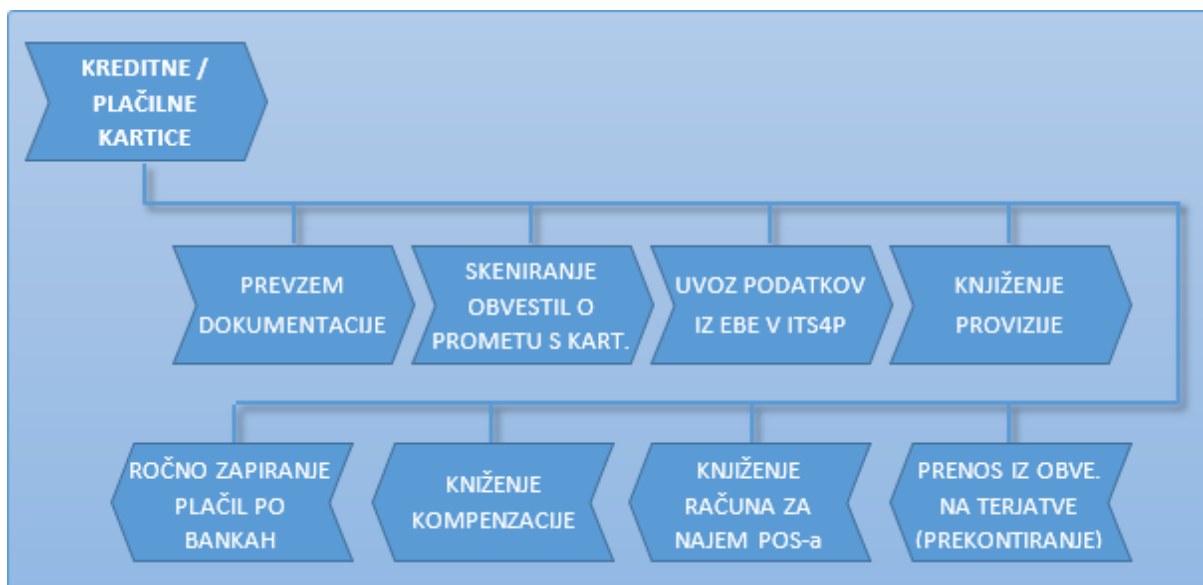 KREDITNE /
PLAČILNE
KARTICE
PREVZEM
DOKUMENTACIJE
SKENIRANJE
OBVESTIL O
PROMETU S KART.
UVOZ PODATKOV
IZ EBE V ITS4P
KNJIŽENJE
PROVIZIJE
ROČNO ZAPIRANJE
PLAČIL PO
BANKAH
KNIŽENJE
KOMPENZACIJE
KNJIŽENJE
RAČUNA ZA
NAJEM POS-a
PRENOS IZ OBVE.
NA TERJATVE
(PREKONTIRANJE)